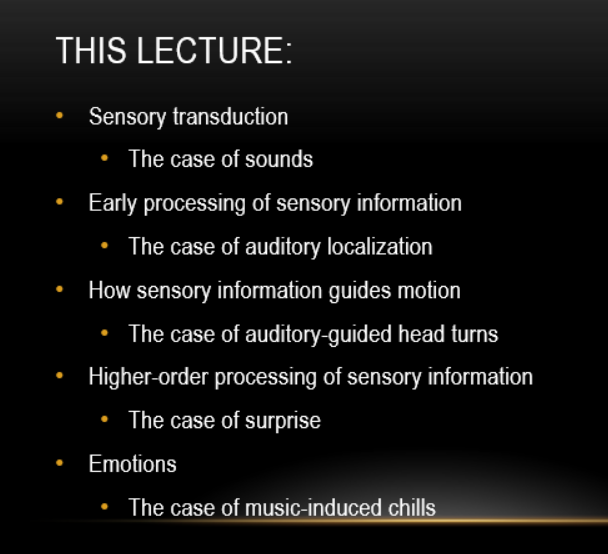 THIS LECTURE:
• Sensory transduction
• The case of sounds
• Early processing of sensory information
• The case of auditory localization
• How sensory information guides motion
• The case of auditory-guided head turns
• Higher-order processing of sensory information
• The case of surprise
• Emotions
• The case of music-induced chills